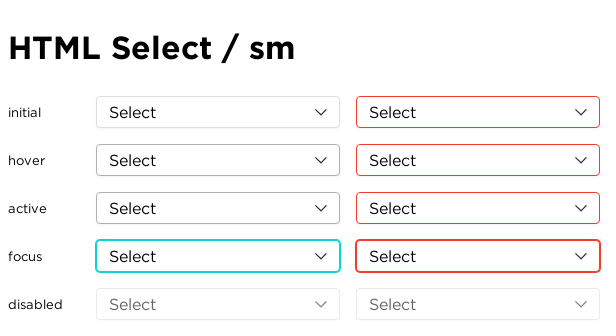 HTML Select / sm
initial Select Select
hover Select Select
active Select Select
focus Select Select
disabled Select Select